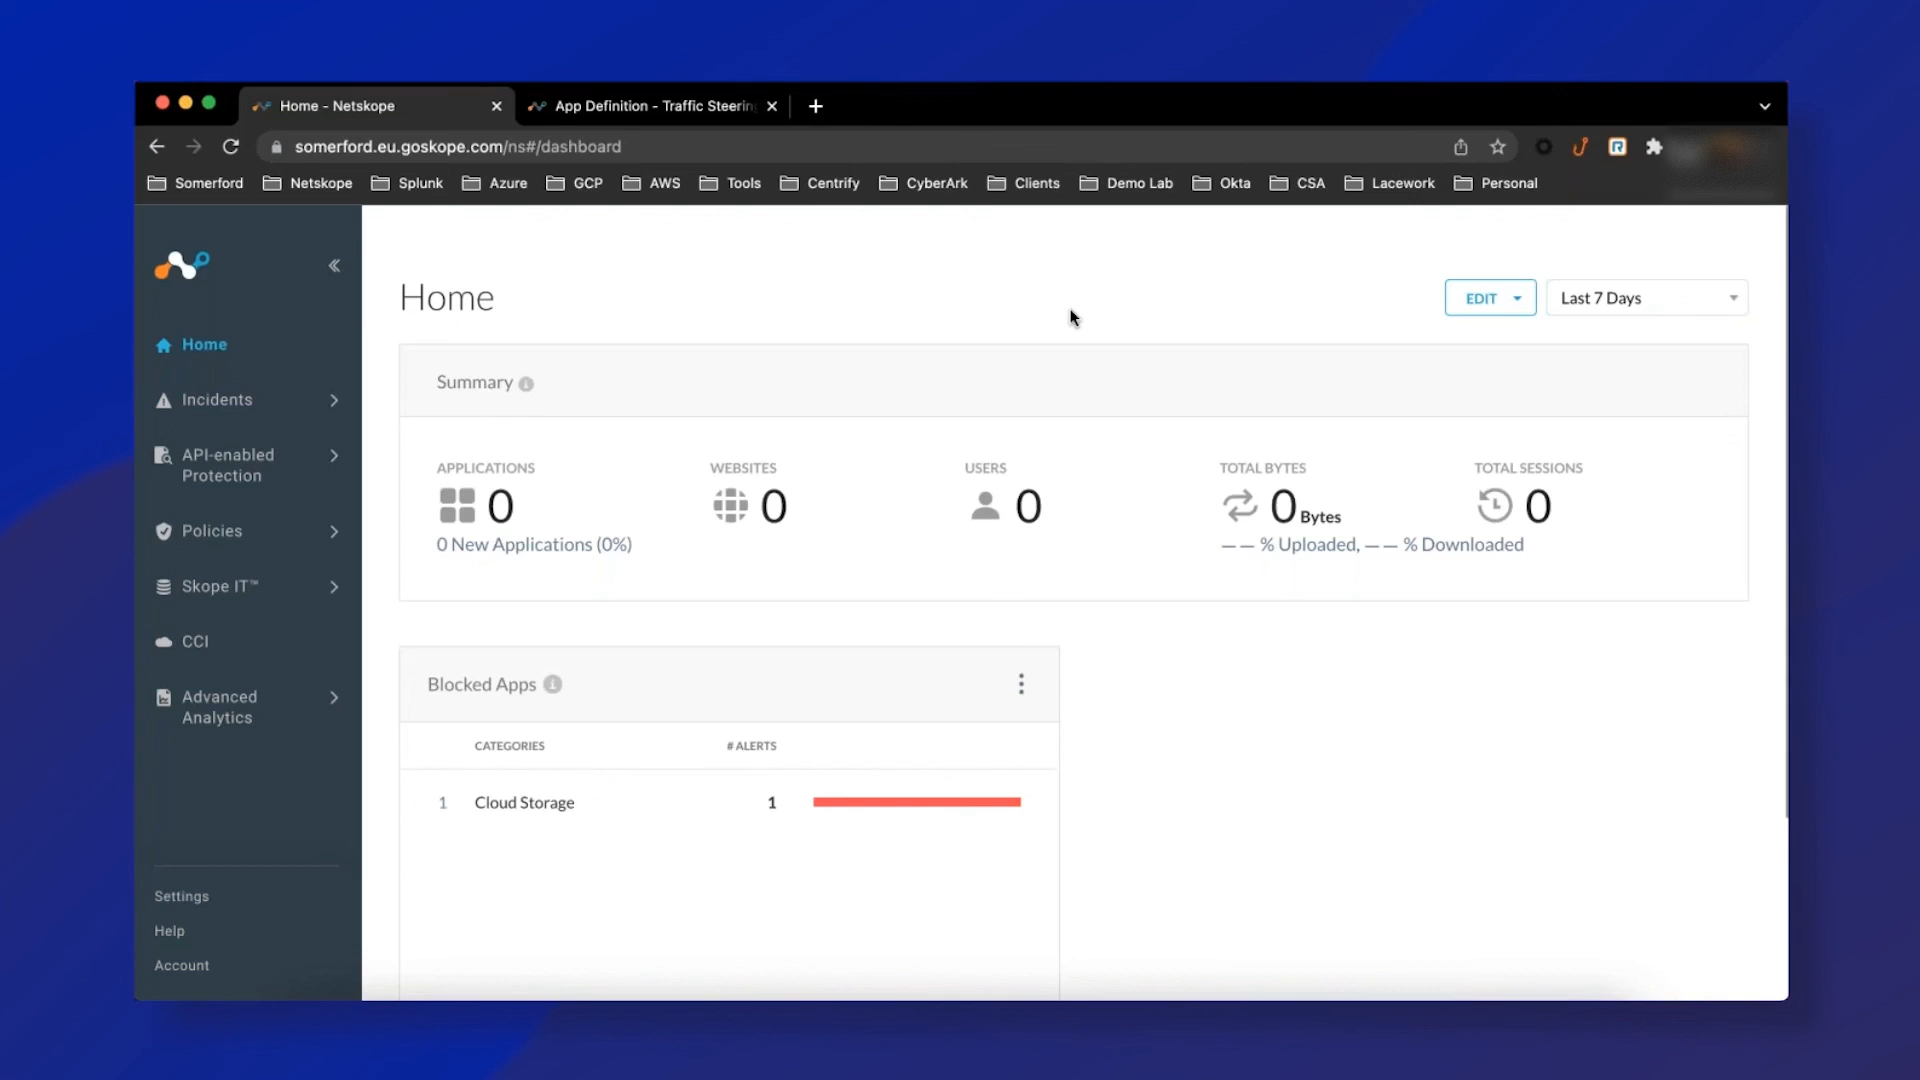 Home - Netskope
App Definition - Traffic Steerin
somerford.eu.goskope.com/ns#/dashboard
Somerford Netskope Splunk Azure GCP AWS Tools Centrify CyberArk Clients Demo Lab Okta CSA Lacework Personal
Home
Incidents
API-enabled
Protection
Policies
Skope IT™
CCI
Advanced
Analytics
Settings
Help
Account
Home
EDIT
Last 7 Days
Summary
APPLICATIONS
0
0 New Applications (0%)
WEBSITES
0
USERS
0
TOTAL BYTES
0 Bytes
— — % Uploaded, — — % Downloaded
TOTAL SESSIONS
0
Blocked Apps
CATEGORIES # ALERTS
1 Cloud Storage 1